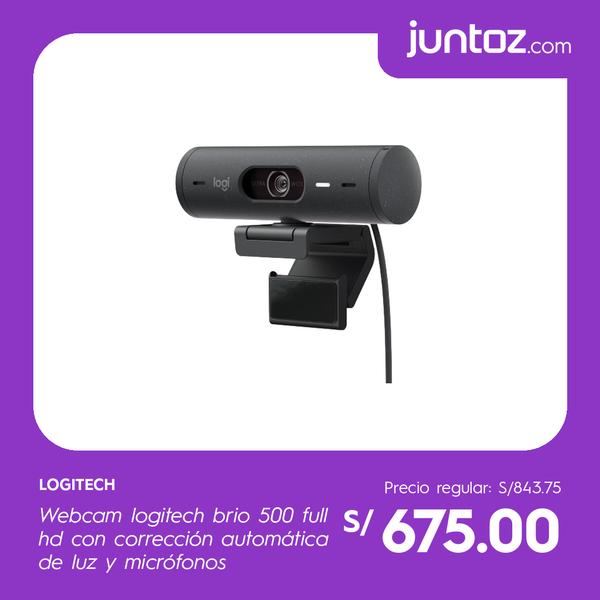 juntoz.com
logi
LOGITECH
Webcam logitech brio 500 full
hd con corrección automática
de luz y micrófonos
Precio regular: S/843.75
S/ 675.00